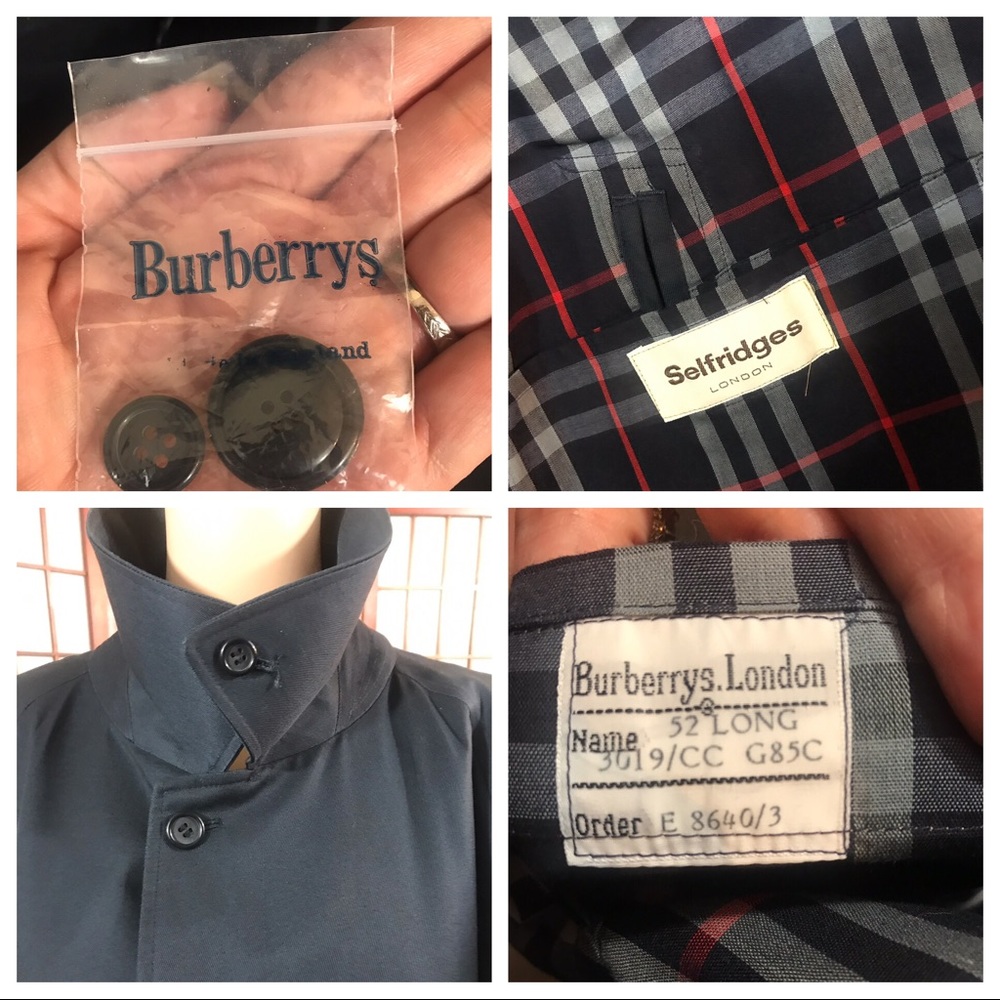 Burberrys
Selfridges
LONDON
Burberrys. London
52 LONG
Name
3019/CC G85C
Order E 8640/3